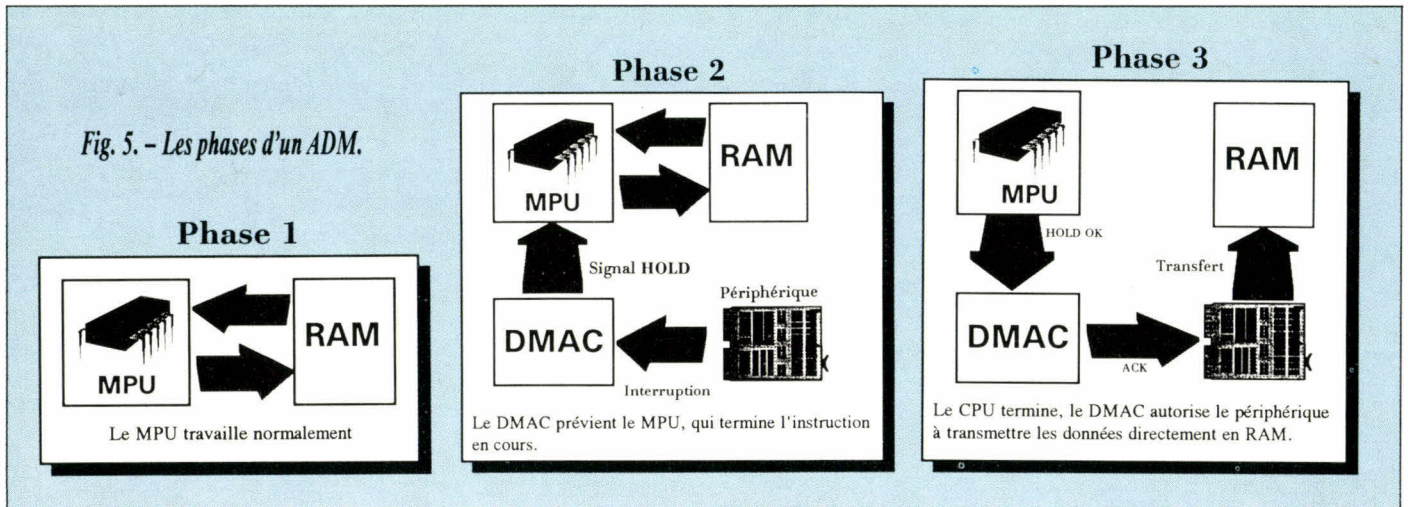 Fig. 5. – Les phases d'un ADM.
Phase 1
MPU
RAM
Le MPU travaille normalement
Phase 2
MPU
RAM
Signal HOLD
Périphérique
DMAC
Interruption
Le DMAC prévient le MPU, qui termine l'instruction
en cours.
Phase 3
MPU
RAM
HOLD OK
Transfert
DMAC
ACK
Le CPU termine, le DMAC autorise le périphérique
à transmettre les données directement en RAM.